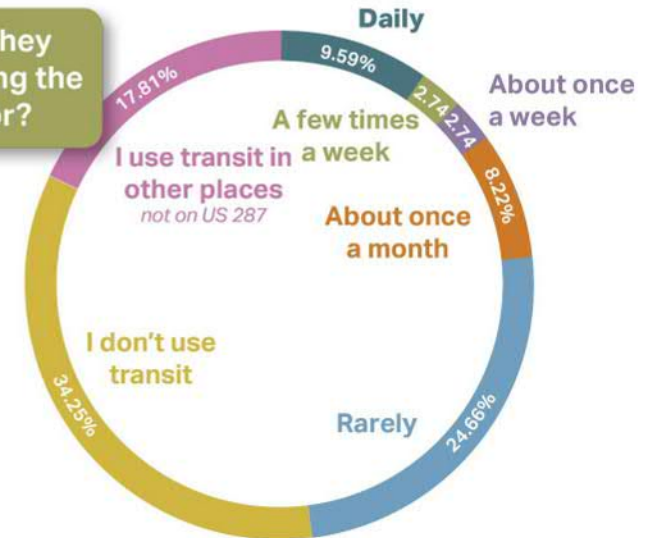 hey
ng the
r?
Daily
9.59%
2.74
2.74
About once
a week
A few times
a week
17.81%
I use transit in
other places
not on US 287
8.22%
About once
a month
I don't use
transit
34.25%
Rarely
24.66%